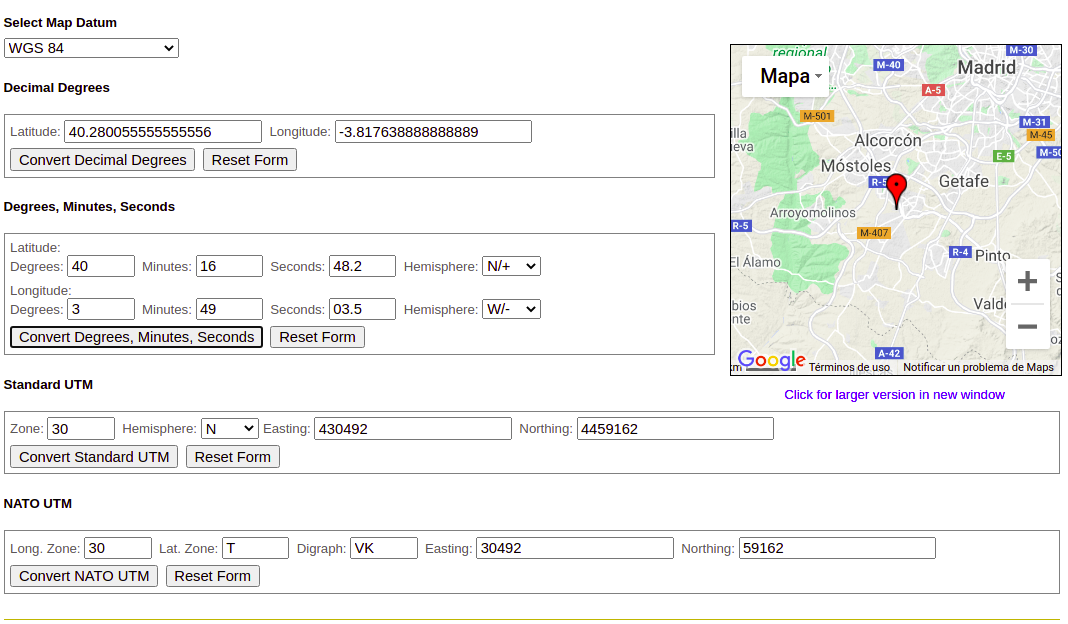 Select Map Datum
WGS 84
Decimal Degrees
Latitude: 40.280055555555556 Longitude: -3.817638888888889
Convert Decimal Degrees Reset Form
Degrees, Minutes, Seconds
Latitude:
Degrees: 40 Minutes: 16 Seconds: 48.2 Hemisphere: N/+
Longitude:
Degrees: 3 Minutes: 49 Seconds: 03.5 Hemisphere: W/-
Convert Degrees, Minutes, Seconds Reset Form
regional
M-30
M-40
Madrid
Mapa
A-5
M-501
M-31
illa
M-45
ueva
Alcorcón
M-50
E-5
Móstoles
R-5
Getafe
Arroyomolinos
R-5
M-407
R-4
Pinto
El Álamo
Valde
bios
nte
A-42
Google
km
Términos de uso
Notificar un problema de Maps
Click for larger version in new window
Standard UTM
Zone: 30 Hemisphere: N Easting: 430492 Northing: 4459162
Convert Standard UTM Reset Form
NATO UTM
Long. Zone: 30 Lat. Zone: T Digraph: VK Easting: 30492 Northing: 59162
Convert NATO UTM Reset Form